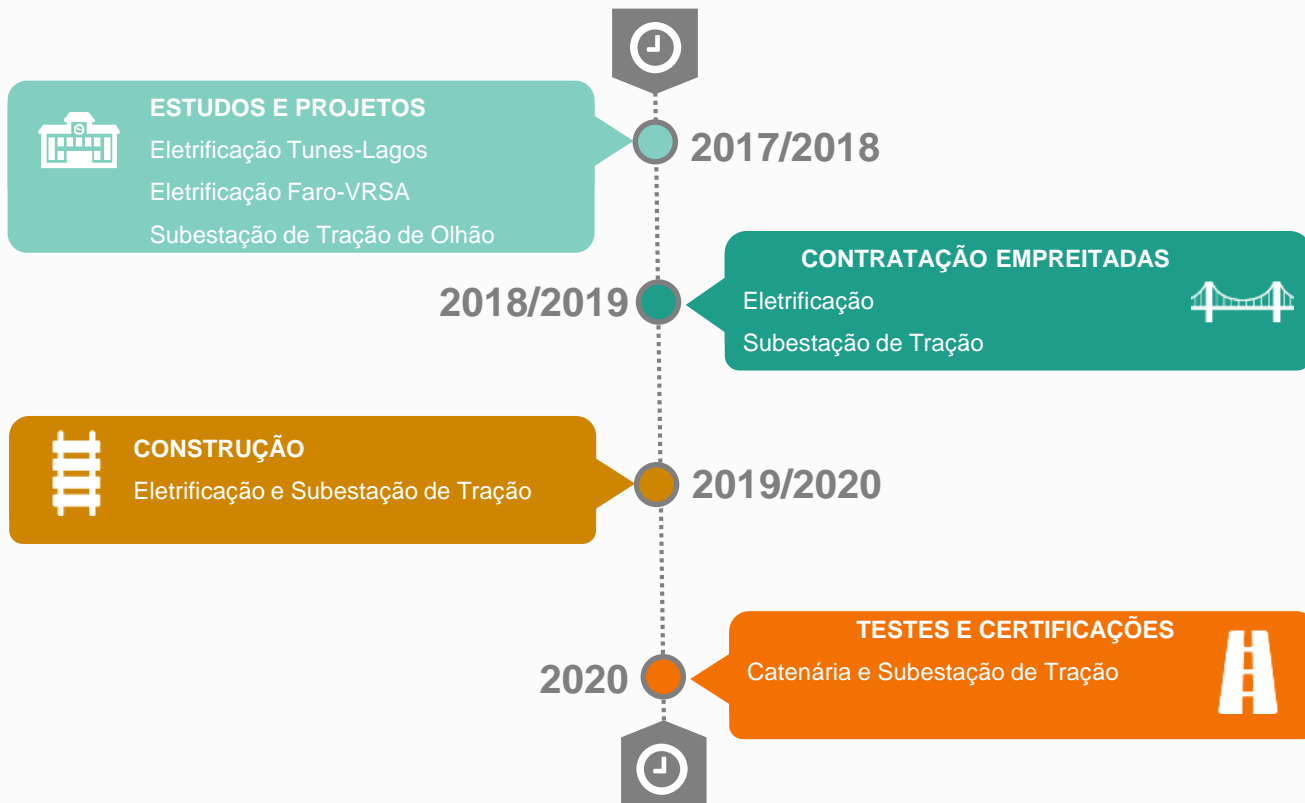 ESTUDOS E PROJETOS
Eletrificação Tunes-Lagos
Eletrificação Faro-VRSA
Subestação de Tração de Olhão
2017/2018
2018/2019
CONTRATAÇÃO EMPREITADAS
Eletrificação
Subestação de Tração
CONSTRUÇÃO
Eletrificação e Subestação de Tração
2019/2020
2020
TESTES E CERTIFICAÇÕES
Catenária e Subestação de Tração